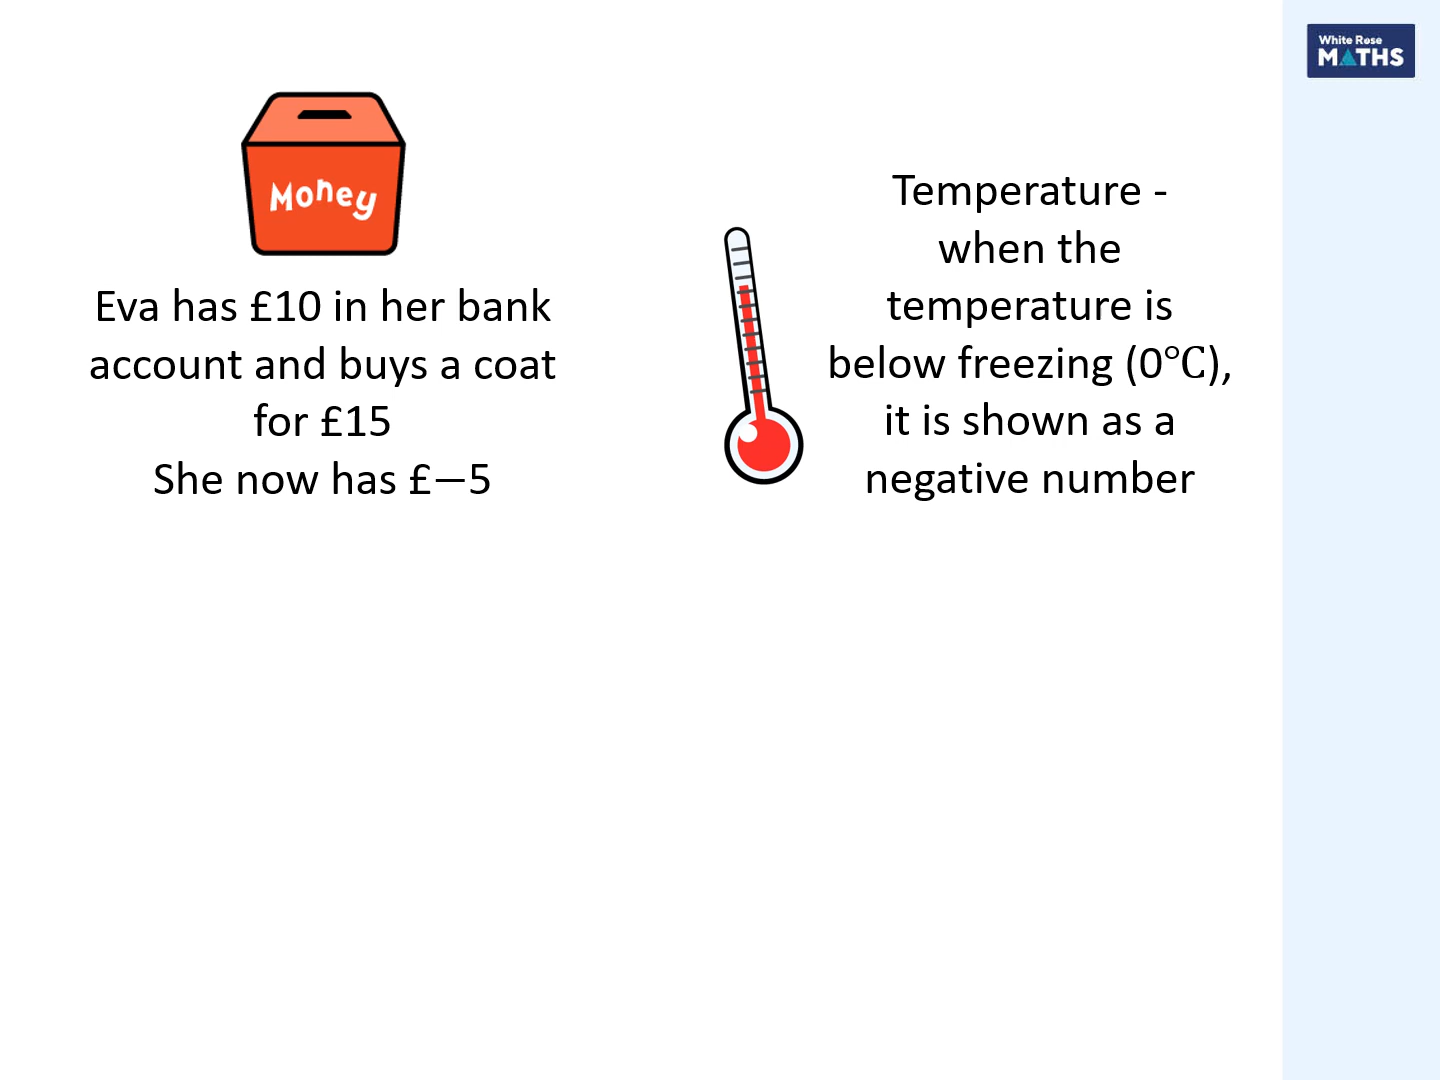 White Rose
MATHS
Money
Eva has £10 in her bank
account and buys a coat
for £15
She now has £−5
Temperature -
when the
temperature is
below freezing (0℃),
it is shown as a
negative number